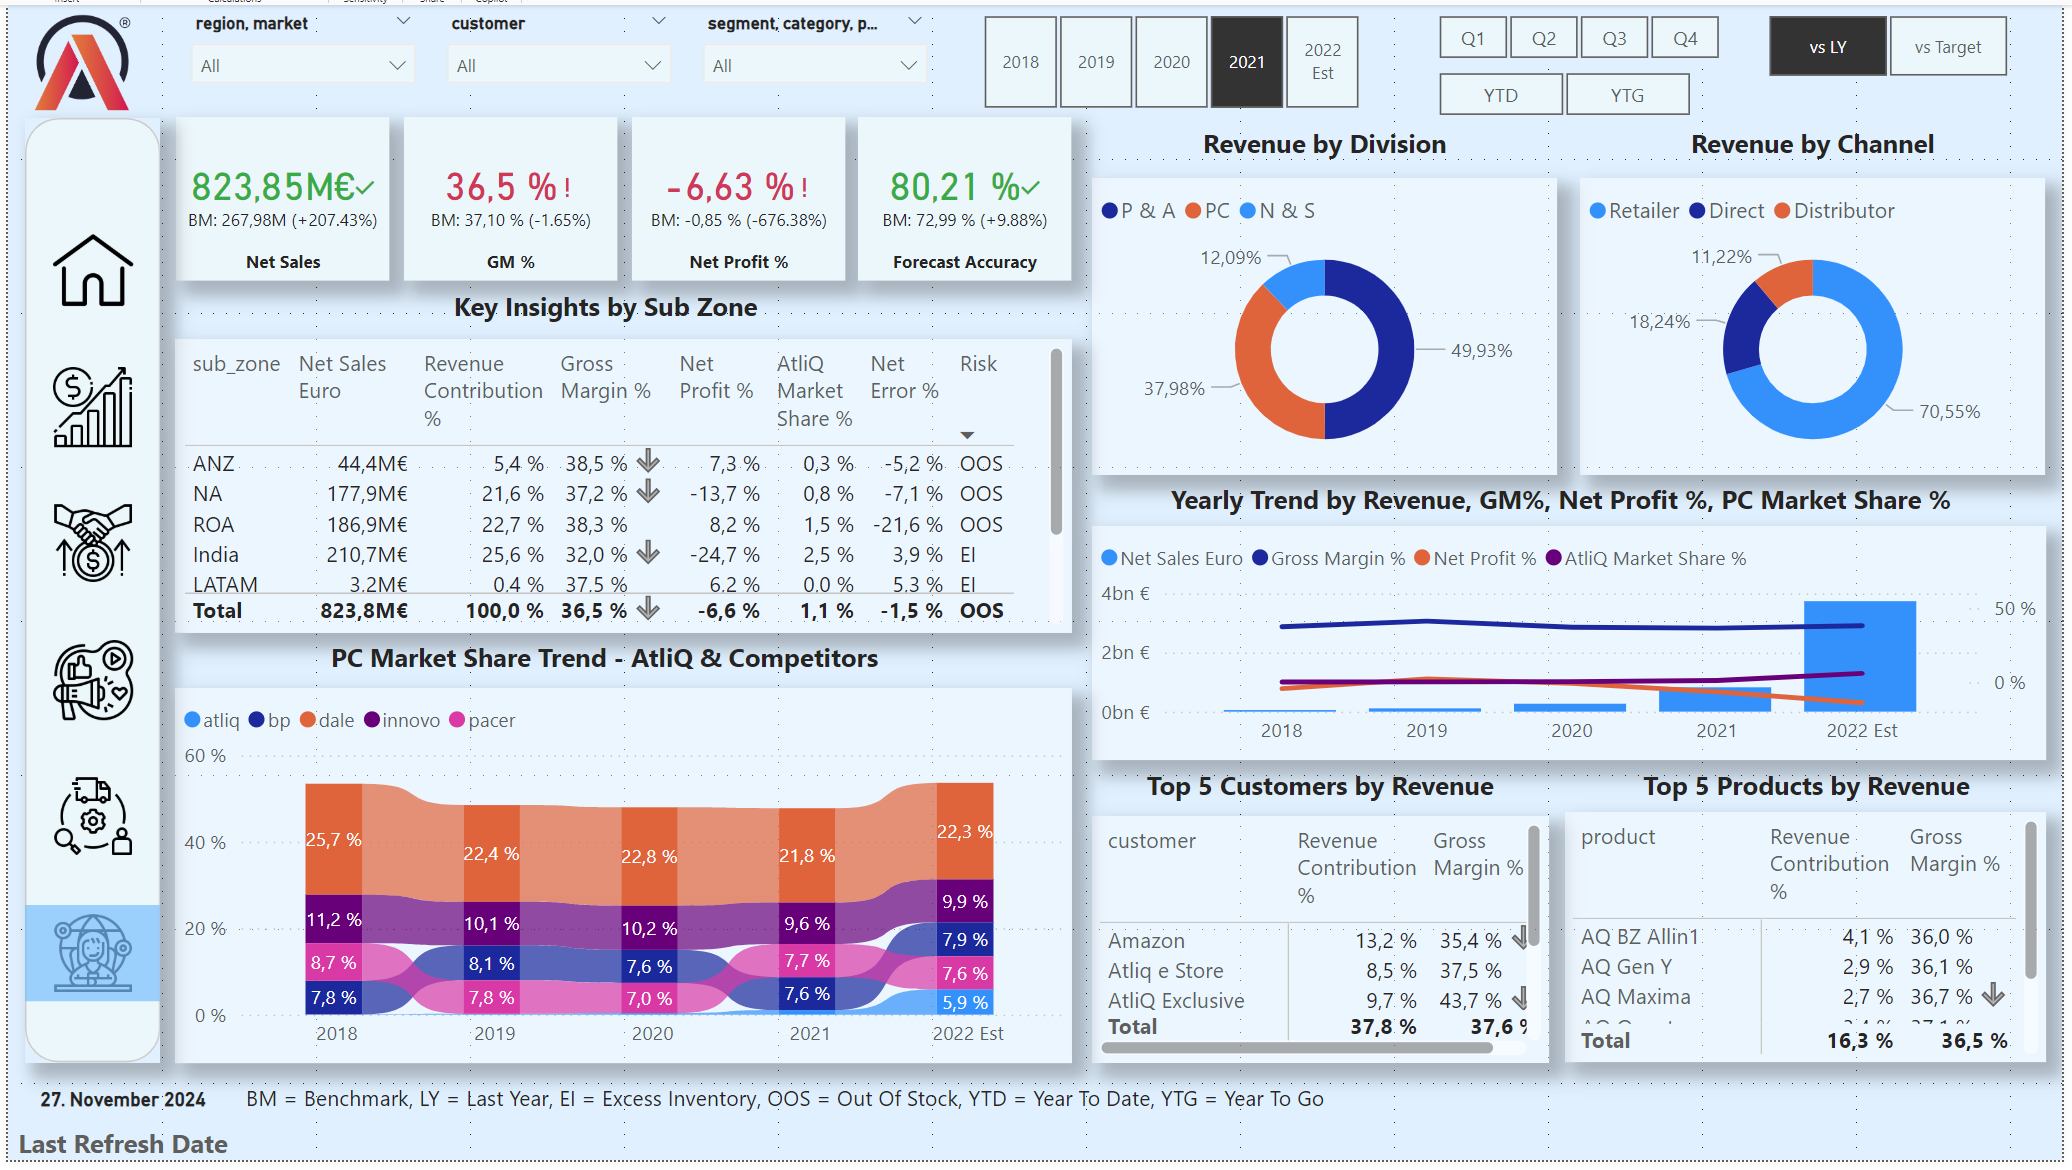 region, market
customer
segment, category, p...
All
All
All
2018
2019
2020
2021
2022
Est
Q1
Q2
Q3
Q4
YTD
YTG
vs LY
vs Target
823,85M€
BM: 267,98M (+207.43%)
Net Sales
36,5 % !
BM: 37,10 % (-1.65%)
GM %
-6,63 % !
BM: -0,85 % (-676.38%)
Net Profit %
80,21 %
BM: 72,99 % (+9.88%)
Forecast Accuracy
Key Insights by Sub Zone
sub_zone Net Sales Euro Revenue Contribution % Gross Margin % Net Profit % AtliQ Market Share % Net Error % Risk
ANZ 44,4M€ 5,4 % 38,5 % 7,3 % 0,3 % -5,2 % OOS
NA 177,9M€ 21,6 % 37,2 % -13,7 % 0,8 % -7,1 % OOS
ROA 186,9M€ 22,7 % 38,3 % 8,2 % 1,5 % -21,6 % OOS
India 210,7M€ 25,6 % 32,0 % -24,7 % 2,5 % 3,9 % EI
LATAM 3,2M€ 0,4 % 37,5 % 6,2 % 0,0 % 5,3 % EI
Total 823,8M€ 100,0 % 36,5 % -6,6 % 1,1 % -1,5 % OOS
PC Market Share Trend - AtliQ & Competitors
atliq bp dale innovo pacer
60 %
40 %
20 %
0 %
25,7 %
11,2 %
8,7 %
7,8 %
22,4 %
10,1 %
8,1 %
7,8 %
22,8 %
10,2 %
7,6 %
7,0 %
21,8 %
9,6 %
7,7 %
7,6 %
22,3 %
9,9 %
7,9 %
7,6 %
5,9 %
2018 2019 2020 2021 2022 Est
Revenue by Division
P & A PC N & S
12,09%
49,93%
37,98%
Revenue by Channel
Retailer Direct Distributor
11,22%
18,24%
70,55%
Yearly Trend by Revenue, GM%, Net Profit %, PC Market Share %
Net Sales Euro Gross Margin % Net Profit % AtliQ Market Share %
4bn €
2bn €
0bn €
50 %
0 %
2018 2019 2020 2021 2022 Est
Top 5 Customers by Revenue
customer Revenue Contribution % Gross Margin %
Amazon 13,2 % 35,4 %
Atliq e Store 8,5 % 37,5 %
AtliQ Exclusive 9,7 % 43,7 %
Total 37,8 % 37,6
Top 5 Products by Revenue
product Revenue Contribution % Gross Margin %
AQ BZ Allin1 4,1 % 36,0 %
AQ Gen Y 2,9 % 36,1 %
AQ Maxima 2,7 % 36,7 %
Total 16,3 % 36,5 %
27. November 2024
BM = Benchmark, LY = Last Year, EI = Excess Inventory, OOS = Out Of Stock, YTD = Year To Date, YTG = Year To Go
Last Refresh Date